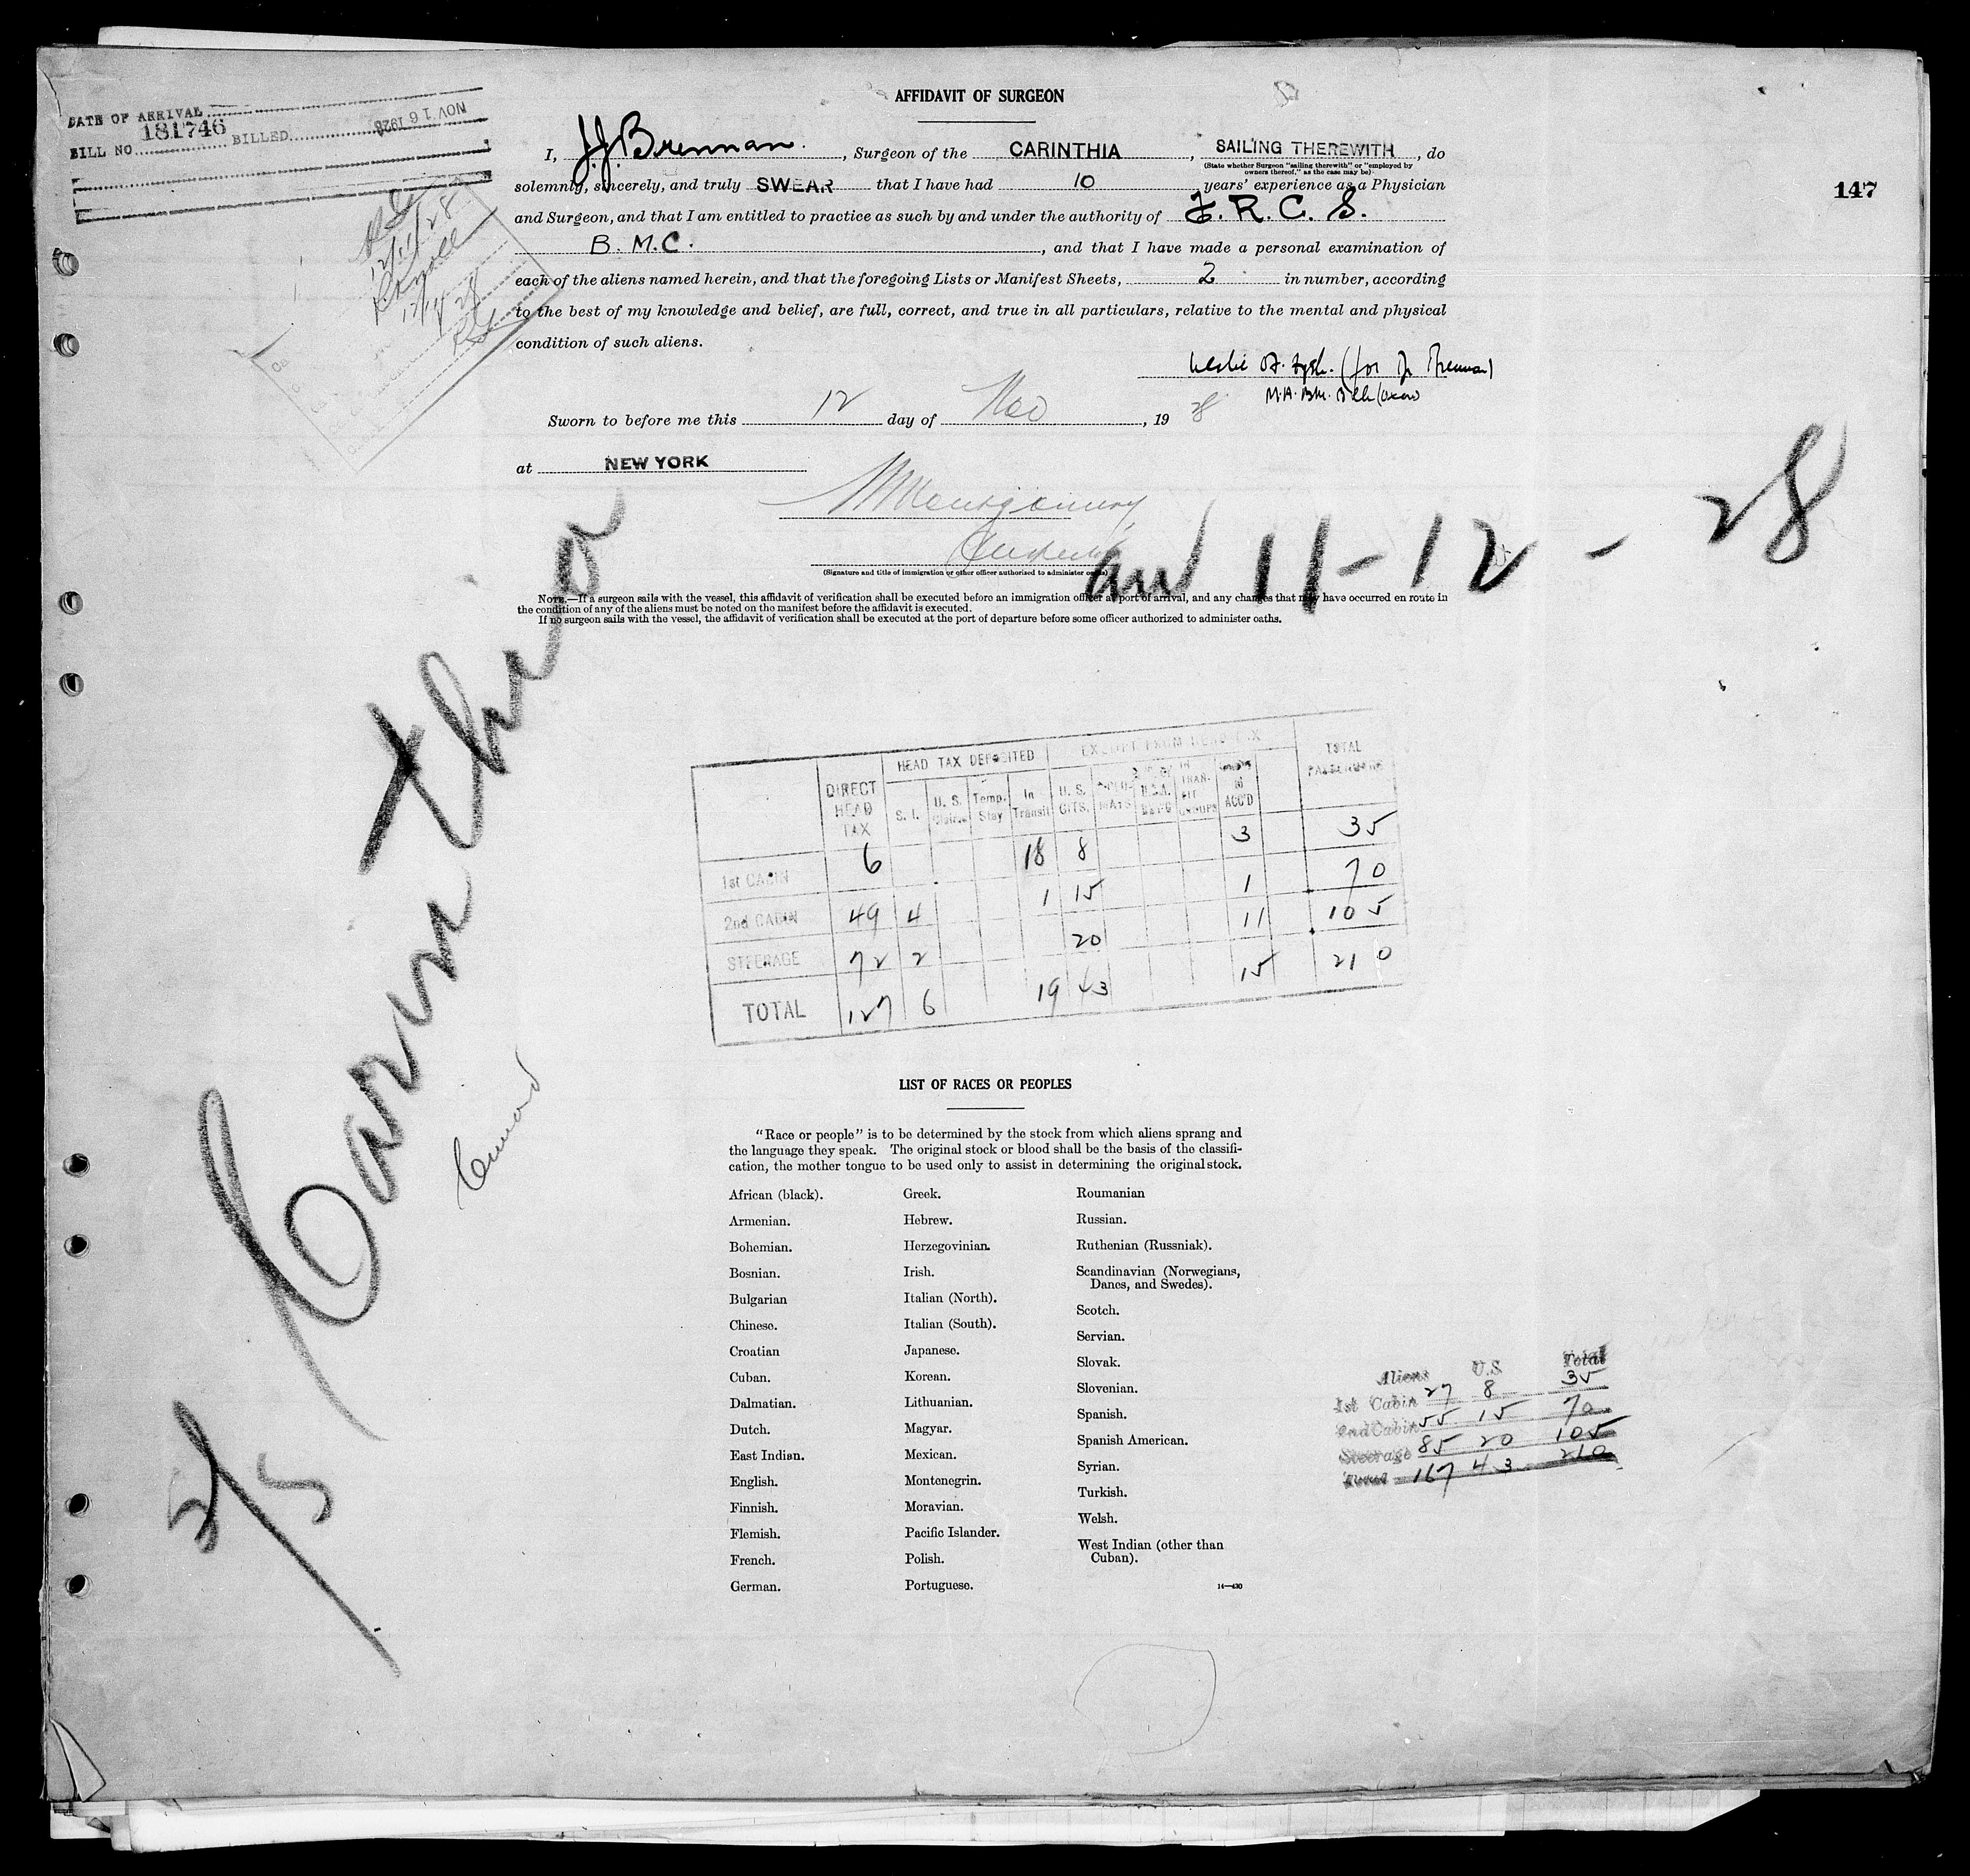 DATE OF ARRIVAL
BILL NO 181746 BILLED NOV 16 1928
147
AFFIDAVIT OF SURGEON
I, J.J. Brennan., Surgeon of the CARINTHIA, SAILING THEREWITH, do
(State whether Surgeon "sailing therewith" or "employed by
owners thereof," as the case may be)
solemnly, sincerely, and truly SWEAR that I have had 10 years' experience as a Physician
and Surgeon, and that I am entitled to practice as such by and under the authority of F.R.C.S.
B.M.C., and that I have made a personal examination of
each of the aliens named herein, and that the foregoing Lists or Manifest Sheets, 2 in number, according
to the best of my knowledge and belief, are full, correct, and true in all particulars, relative to the mental and physical
condition of such aliens.
(for Dr Brennan)
Sworn to before me this 12 day of Nov, 19 28
at NEW YORK
Montgomery
(Signature and title of immigration or other officer authorized to administer oaths)
11-12-28
NOTE.—If a surgeon sails with the vessel, this affidavit of verification shall be executed before an immigration officer at port of arrival, and any changes that may have occurred en route in
the condition of any of the aliens must be noted on the manifest before the affidavit is executed.
If no surgeon sails with the vessel, the affidavit of verification shall be executed at the port of departure before some officer authorized to administer oaths.
Carinthia
Cunard
2/5
HEAD TAX DEPOSITED EXEMPT FROM HEAD TAX TOTAL
DIRECT HEAD TAX S. I. U. S. Temp. Stay In Transit U. S. CITS. ACC'D PASSENGERS
1st CABIN 6 18 8 3 35
2nd CABIN 49 4 1 15 1 70
STEERAGE 72 2 20 11 105
TOTAL 127 6 19 43 15 210
LIST OF RACES OR PEOPLES
"Race or people" is to be determined by the stock from which aliens sprang and
the language they speak. The original stock or blood shall be the basis of the classifi-
cation, the mother tongue to be used only to assist in determining the original stock.
African (black).
Armenian.
Bohemian.
Bosnian.
Bulgarian
Chinese.
Croatian
Cuban.
Dalmatian.
Dutch.
East Indian.
English.
Finnish.
Flemish.
French.
German.
Greek.
Hebrew.
Herzegovinian.
Irish.
Italian (North).
Italian (South).
Japanese.
Korean.
Lithuanian.
Magyar.
Mexican.
Montenegrin.
Moravian.
Pacific Islander.
Polish.
Portuguese.
Roumanian
Russian.
Ruthenian (Russniak).
Scandinavian (Norwegians,
Danes, and Swedes).
Scotch.
Servian.
Slovak.
Slovenian.
Spanish.
Spanish American.
Syrian.
Turkish.
Welsh.
West Indian (other than
Cuban).
14—430
Aliens U.S Total
1st Cabin 27 8 35
2nd Cabin 55 15 70
Steerage 85 20 105
Total 167 43 210